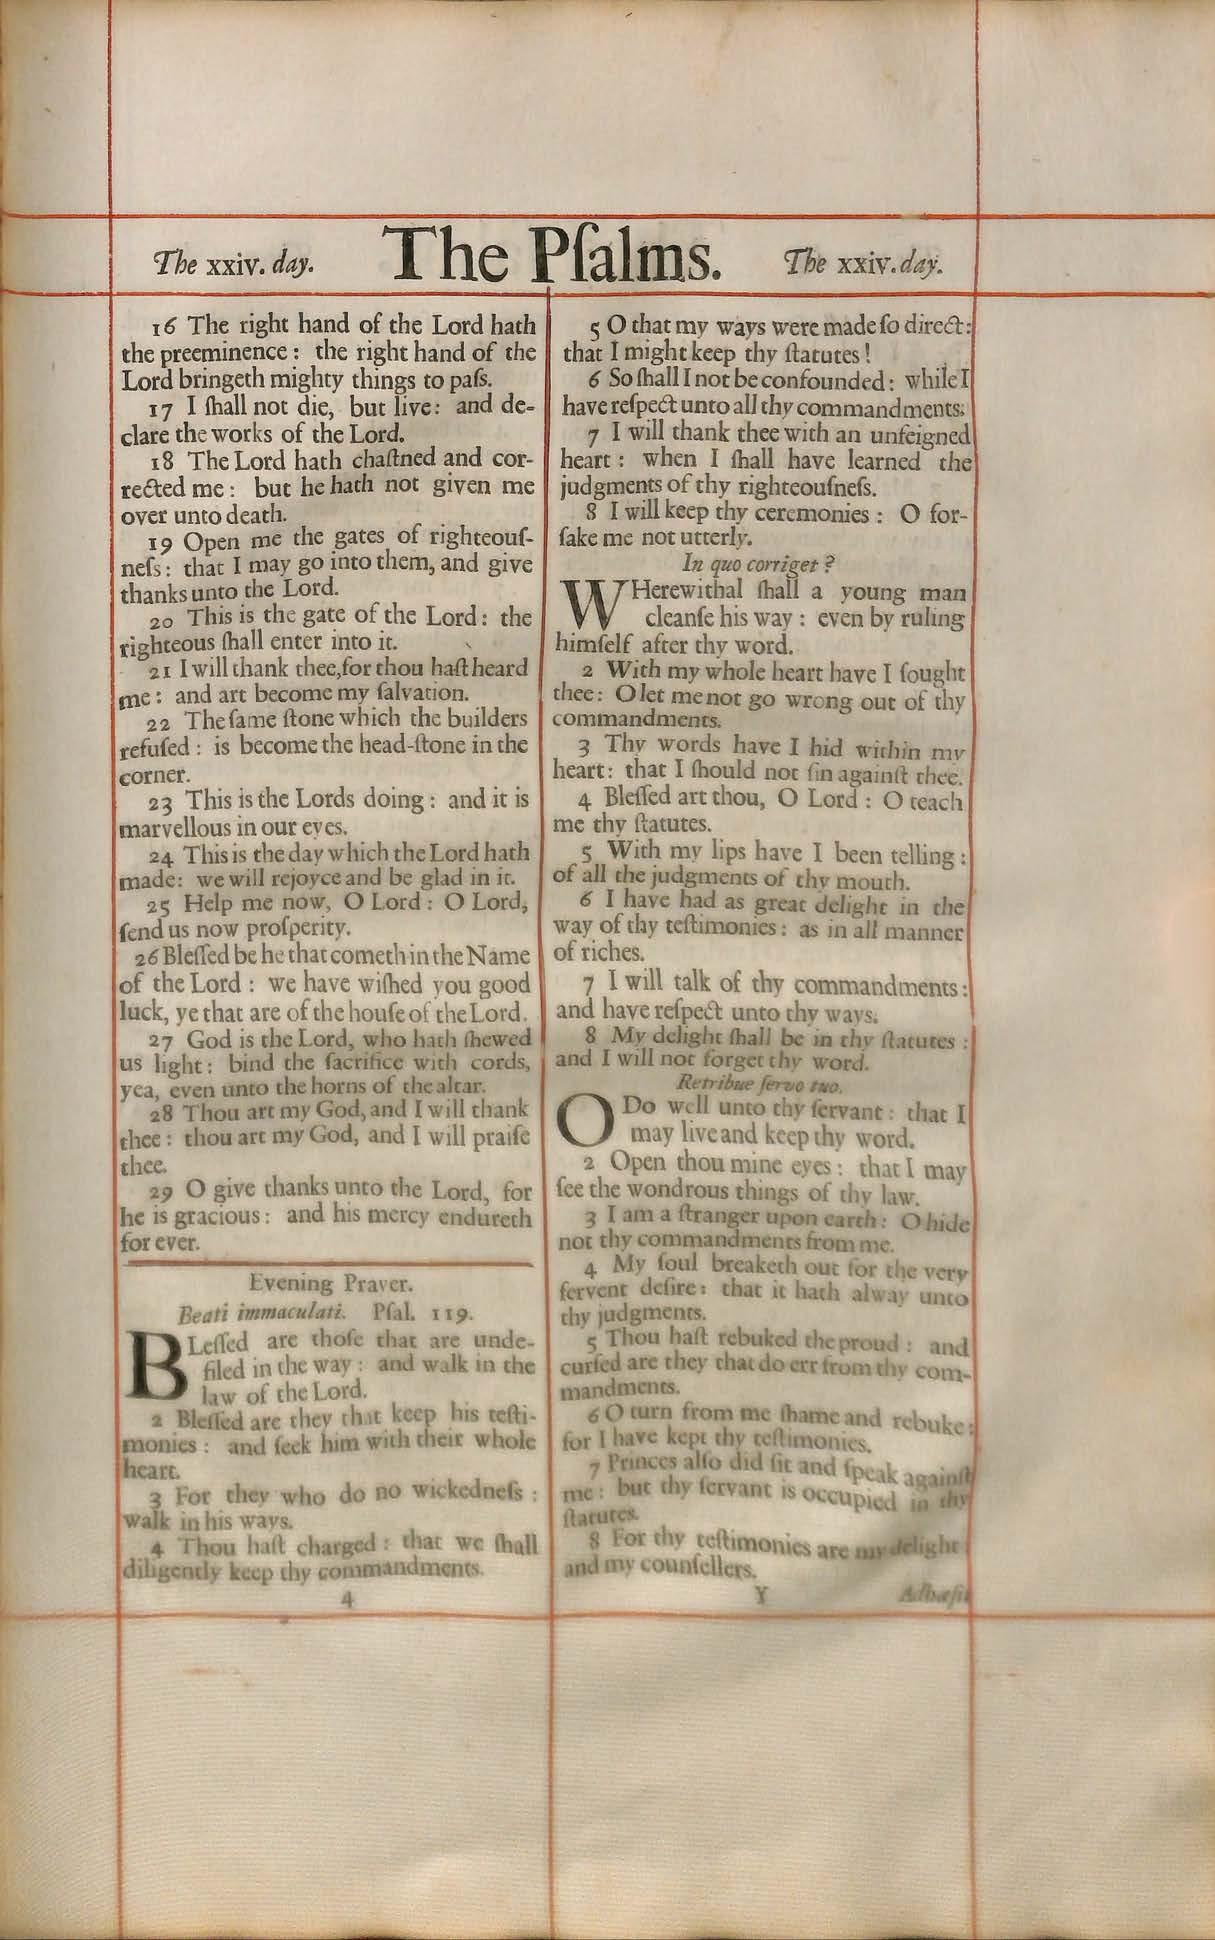 The xxiv. day.
The Pſalms.
The xxiv. day.
16 The right hand of the Lord hath
the preeminence : the right hand of the
Lord bringeth mighty things to paſs.
17 I ſhall not die, but live : and de-
clare the works of the Lord.
18 The Lord hath chaſtned and cor-
rected me : but he hath not given me
over unto death.
19 Open me the gates of righteouſ-
neſs : that I may go into them, and give
thanks unto the Lord.
20 This is the gate of the Lord : the
righteous ſhall enter into it.
21 I will thank thee, for thou haſt heard
me : and art become my ſalvation.
22 The ſame ſtone which the builders
refuſed : is become the head-ſtone in the
corner.
23 This is the Lords doing : and it is
marvellous in our eyes.
24 This is the day which the Lord hath
made : we will rejoyce and be glad in it.
25 Help me now, O Lord : O Lord,
ſend us now proſperity.
26 Bleſſed be he that cometh in the Name
of the Lord : we have wiſhed you good
luck, ye that are of the houſe of the Lord.
27 God is the Lord, who hath ſhewed
us light : bind the ſacrifice with cords,
yea, even unto the horns of the altar.
28 Thou art my God, and I will thank
thee : thou art my God, and I will praiſe
thee.
29 O give thanks unto the Lord, for
he is gracious : and his mercy endureth
for ever.
Evening Prayer.
Beati immaculati. Pſal. 119.
BLeſſed are thoſe that are unde-
filed in the way : and walk in the
law of the Lord.
2 Bleſſed are they that keep his teſti-
monies : and ſeek him with their whole
heart.
3 For they who do no wickedneſs :
walk in his ways.
4 Thou haſt charged : that we ſhall
diligently keep thy commandments.
4
5 O that my ways were made ſo direct :
that I might keep thy ſtatutes !
6 So ſhall I not be confounded : while I
have reſpect unto all thy commandments.
7 I will thank thee with an unfeigned
heart : when I ſhall have learned the
judgments of thy righteouſneſs.
8 I will keep thy ceremonies : O for-
ſake me not utterly.
In quo corriget ?
WHerewithal ſhall a young man
cleanſe his way : even by ruling
himſelf after thy word.
2 With my whole heart have I ſought
thee : O let me not go wrong out of thy
commandments.
3 Thy words have I hid within my
heart : that I ſhould not ſin againſt thee.
4 Bleſſed art thou, O Lord : O teach
me thy ſtatutes.
5 With my lips have I been telling :
of all the judgments of thy mouth.
6 I have had as great delight in the
way of thy teſtimonies : as in all manner
of riches.
7 I will talk of thy commandments :
and have reſpect unto thy ways.
8 My delight ſhall be in thy ſtatutes :
and I will not forget thy word.
Retribue ſervo tuo.
O Do well unto thy ſervant : that I
may live and keep thy word.
2 Open thou mine eyes : that I may
ſee the wondrous things of thy law.
3 I am a ſtranger upon earth : O hide
not thy commandments from me.
4 My ſoul breaketh out for the very
fervent deſire : that it hath alway unto
thy judgments.
5 Thou haſt rebuked the proud : and
curſed are they that do err from thy com-
mandments.
6 O turn from me ſhame and rebuke :
for I have kept thy teſtimonies.
7 Princes alſo did ſit and ſpeak againſt
me : but thy ſervant is occupied in thy
ſtatutes.
8 For thy teſtimonies are my delight :
and my counſellers.
Y
Adhæſit